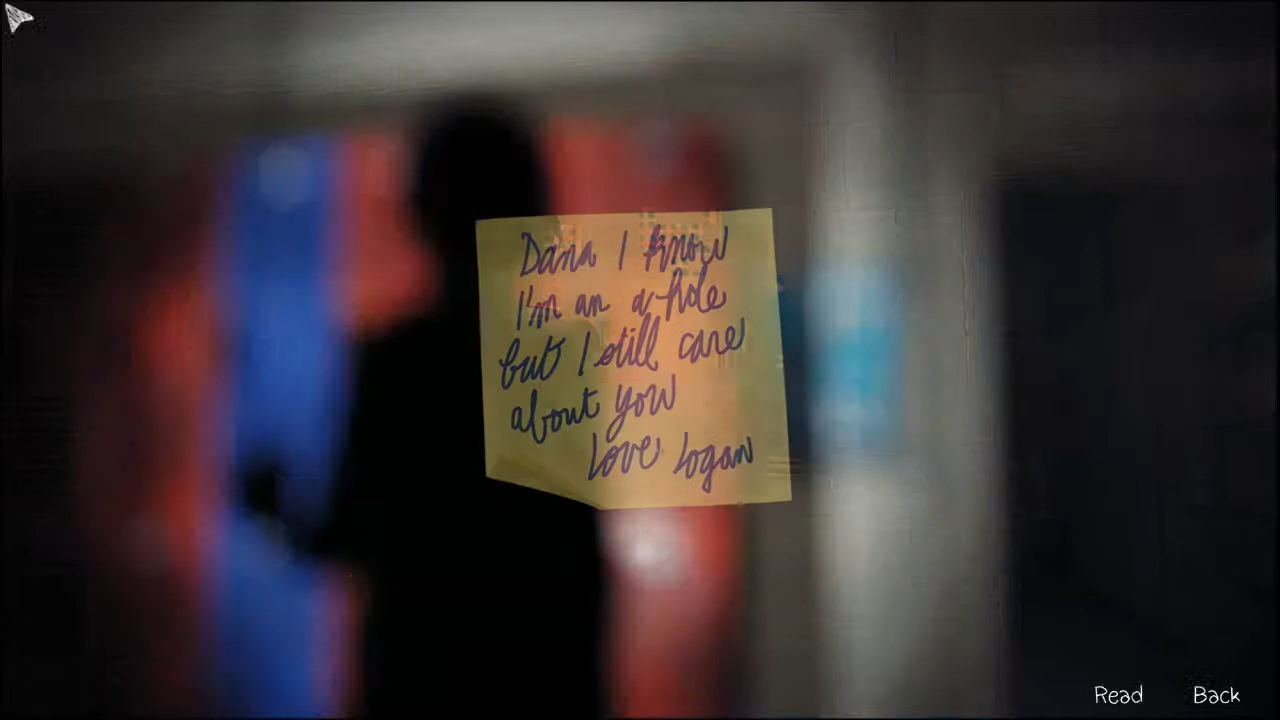 Dana I know
I'm an a-hole
but I still care
about you
Love Logan
Read
Back